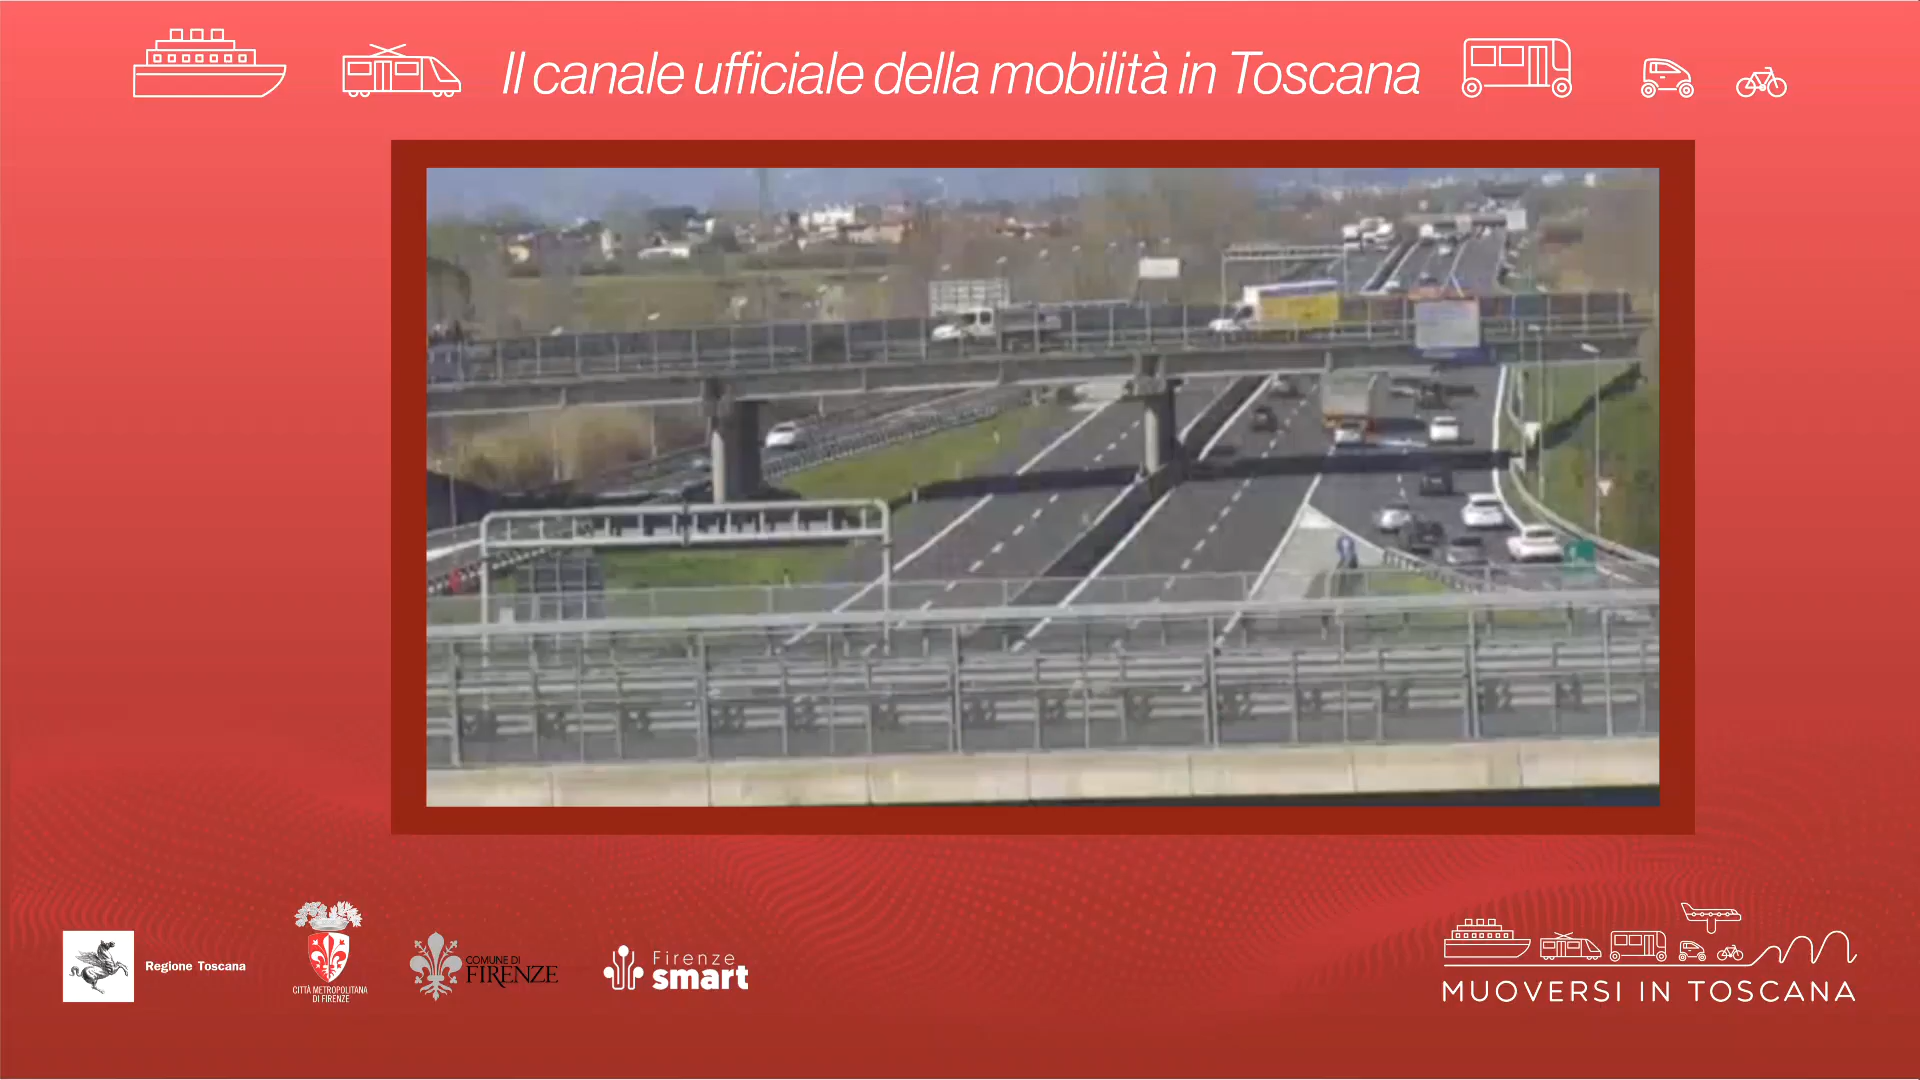 Il canale ufficiale della mobilità in Toscana
Regione Toscana
CITTÀ METROPOLITANA
DI FIRENZE
COMUNE DI
FIRENZE
Firenze
smart
MUOVERSI IN TOSCANA